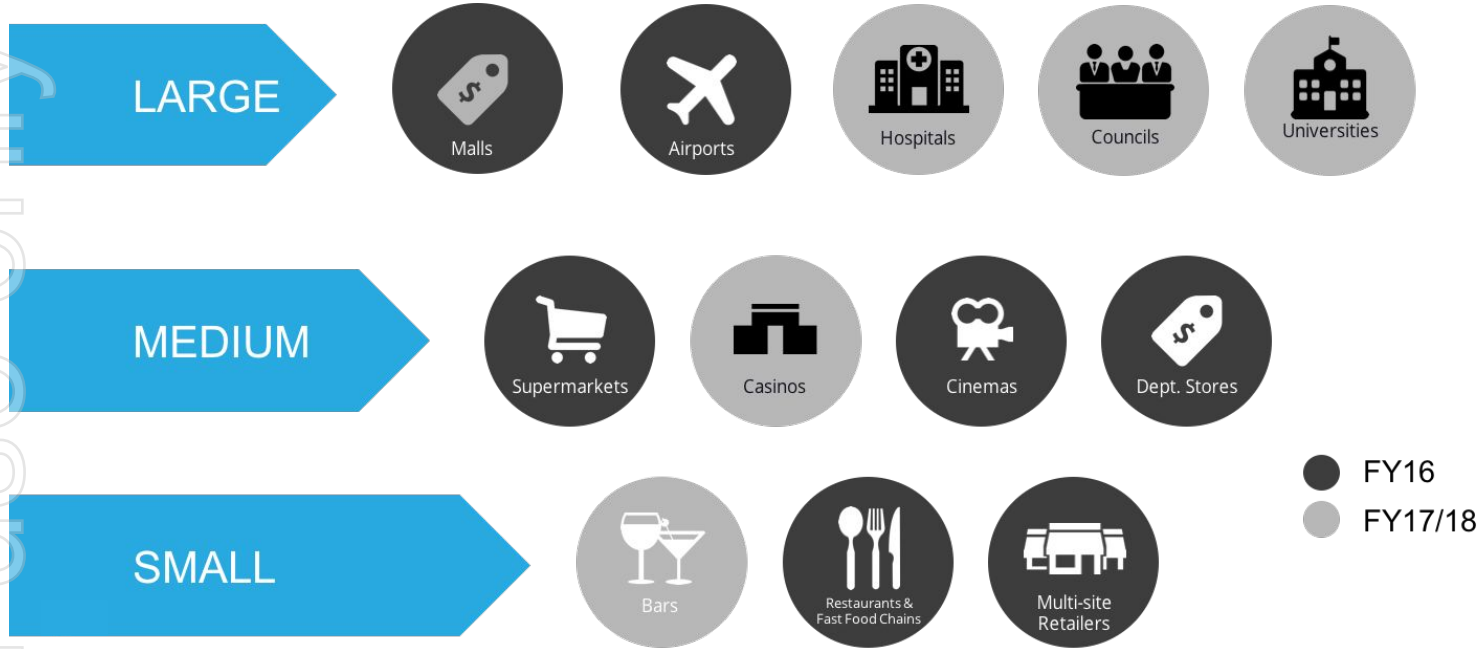 LARGE
Malls
Airports
Hospitals
Councils
Universities
MEDIUM
Supermarkets
Casinos
Cinemas
Dept. Stores
FY16
FY17/18
SMALL
Bars
Restaurants &
Fast Food Chains
Multi-site
Retailers